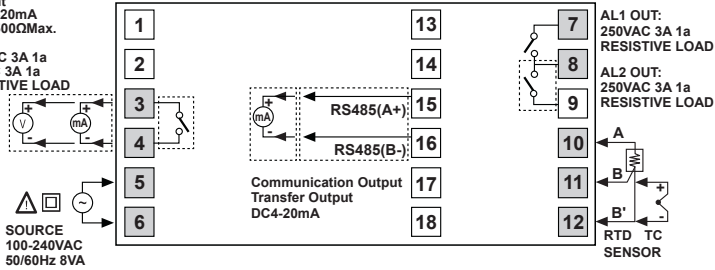 20mA
00ΩMax.
C 3A 1a
3A 1a
TIVE LOAD
+ +
V mA
- -
SOURCE
100-240VAC
50/60Hz 8VA
1
2
3
4
5
6
+
mA
-
RS485(A+)
RS485(B-)
Communication Output
Transfer Output
DC4-20mA
13
14
15
16
17
18
7
8
9
10
11
12
AL1 OUT:
250VAC 3A 1a
RESISTIVE LOAD
AL2 OUT:
250VAC 3A 1a
RESISTIVE LOAD
A
B
B'
+
-
RTD TC
SENSOR